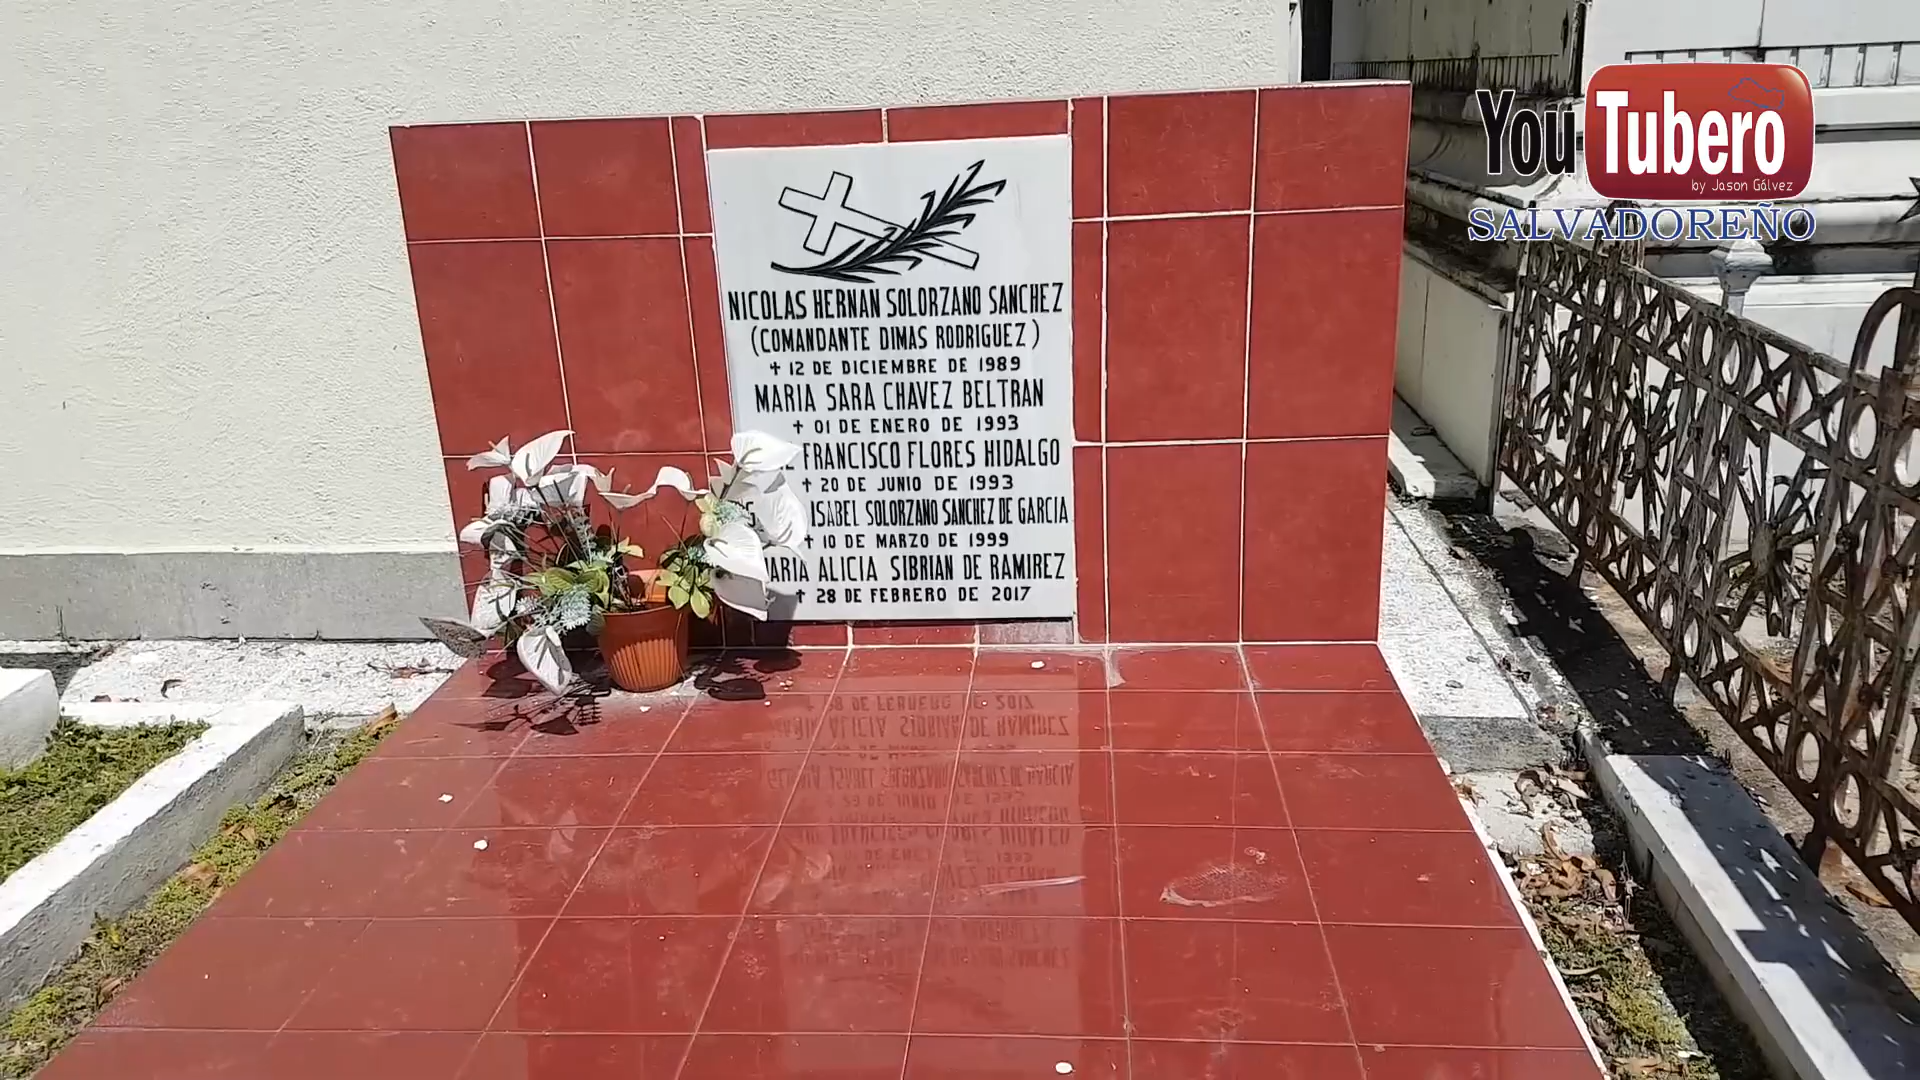 NICOLAS HERNAN SOLORZANO SANCHEZ
(COMANDANTE DIMAS RODRIGUEZ)
✝ 12 DE DICIEMBRE DE 1989
MARIA SARA CHAVEZ BELTRAN
✝ 01 DE ENERO DE 1993
FRANCISCO FLORES HIDALGO
✝ 20 DE JUNIO DE 1993
ISABEL SOLORZANO SANCHEZ DE GARCIA
✝ 10 DE MARZO DE 1999
MARIA ALICIA SIBRIAN DE RAMIREZ
✝ 28 DE FEBRERO DE 2017
YouTubero
by Jason Gálvez
SALVADOREÑO